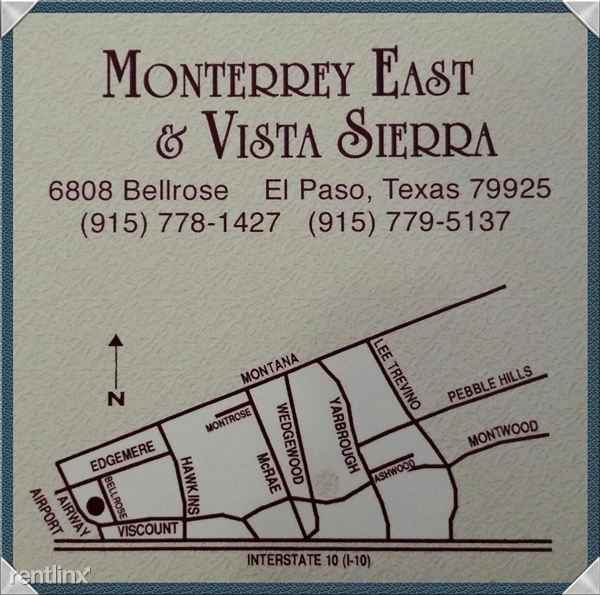 MONTERREY EAST
& VISTA SIERRA
6808 Bellrose El Paso, Texas 79925
(915) 778-1427 (915) 779-5137
N
MONTANA
LEE TREVINO
PEBBLE HILLS
MONTWOOD
MONTROSE
WEDGEWOOD
YARBROUGH
EDGEMERE
HAWKINS
McRAE
ASHWOOD
BELLROSE
AIRWAY
AIRPORT
VISCOUNT
INTERSTATE 10 (I-10)
rentlinx